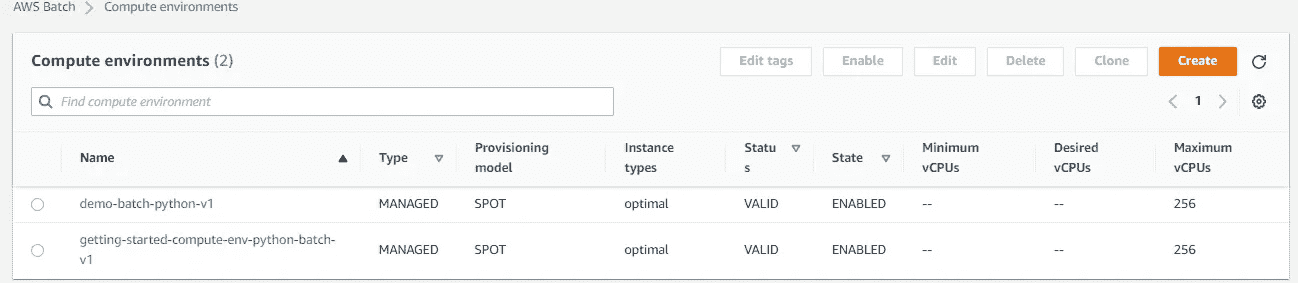 AWS Batch > Compute environments
Compute environments (2)
Edit tags Enable Edit Delete Clone Create
Find compute environment
1
Name Type Provisioning model Instance types Status State Minimum vCPUs Desired vCPUs Maximum vCPUs
demo-batch-python-v1 MANAGED SPOT optimal VALID ENABLED -- -- 256
getting-started-compute-env-python-batch-v1 MANAGED SPOT optimal VALID ENABLED -- -- 256